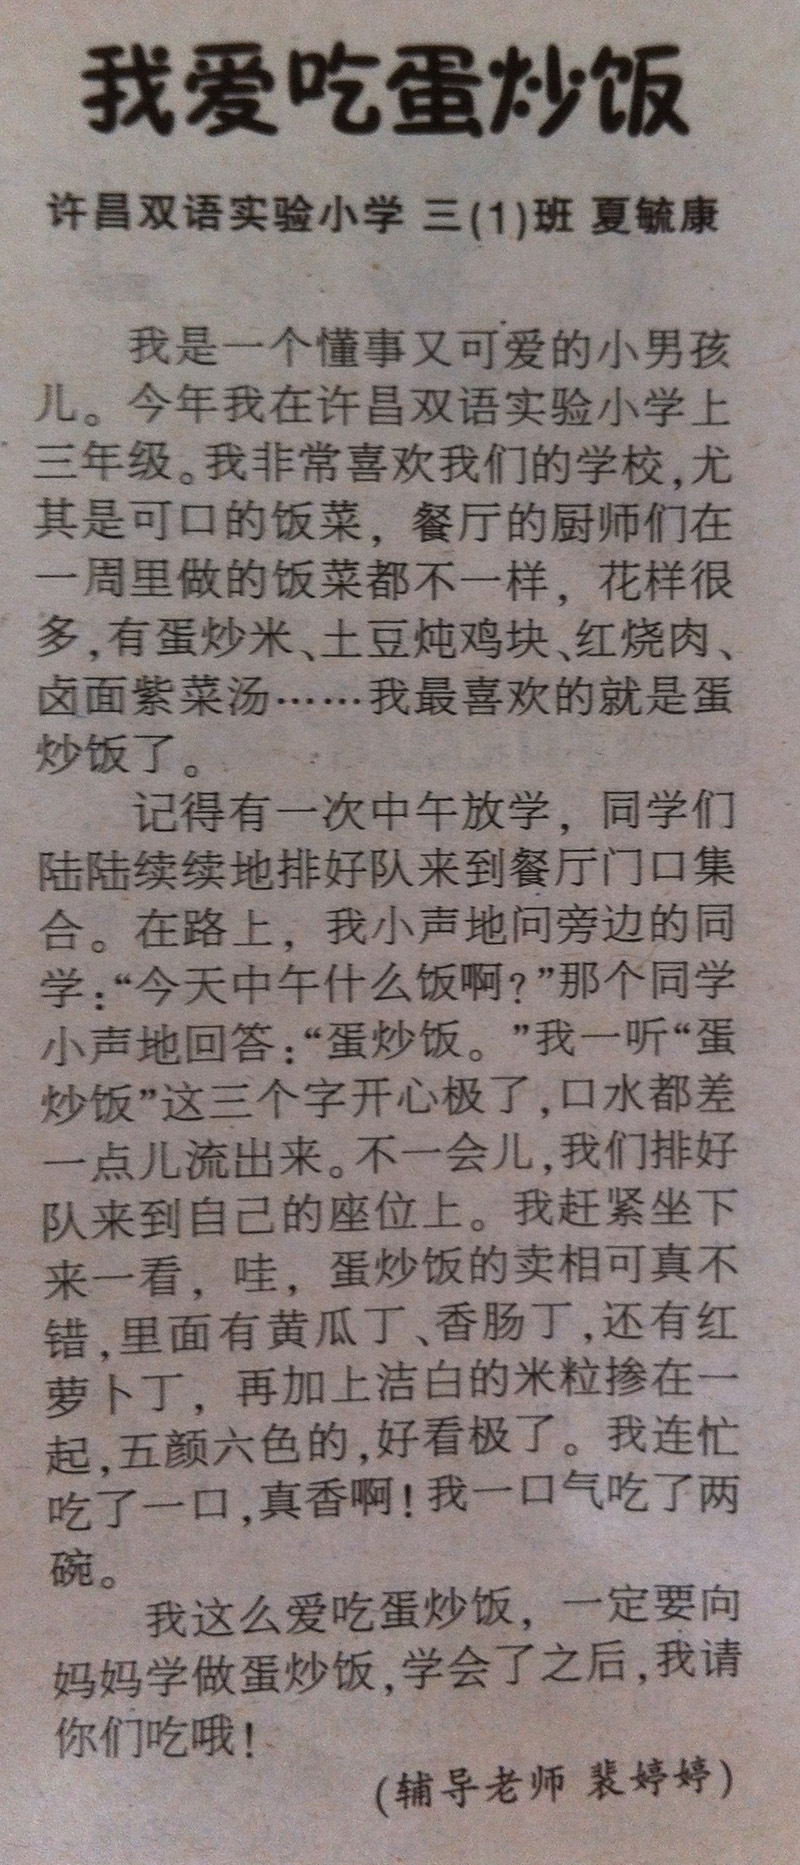 我爱吃蛋炒饭
许昌双语实验小学 三(1)班 夏毓康
我是一个懂事又可爱的小男孩
儿。今年我在许昌双语实验小学上
三年级。我非常喜欢我们的学校,尤
其是可口的饭菜，餐厅的厨师们在
一周里做的饭菜都不一样，花样很
多,有蛋炒米、土豆炖鸡块、红烧肉、
卤面紫菜汤……我最喜欢的就是蛋
炒饭了。
记得有一次中午放学，同学们
陆陆续续地排好队来到餐厅门口集
合。在路上，我小声地问旁边的同
学:“今天中午什么饭啊?”那个同学
小声地回答:“蛋炒饭。”我一听“蛋
炒饭”这三个字开心极了,口水都差
一点儿流出来。不一会儿,我们排好
队来到自己的座位上。我赶紧坐下
来一看，哇，蛋炒饭的卖相可真不
错,里面有黄瓜丁、香肠丁,还有红
萝卜丁，再加上洁白的米粒掺在一
起,五颜六色的,好看极了。我连忙
吃了一口,真香啊!我一口气吃了两
碗。
我这么爱吃蛋炒饭，一定要向
妈妈学做蛋炒饭,学会了之后,我请
你们吃哦!
(辅导老师 裴婷婷)